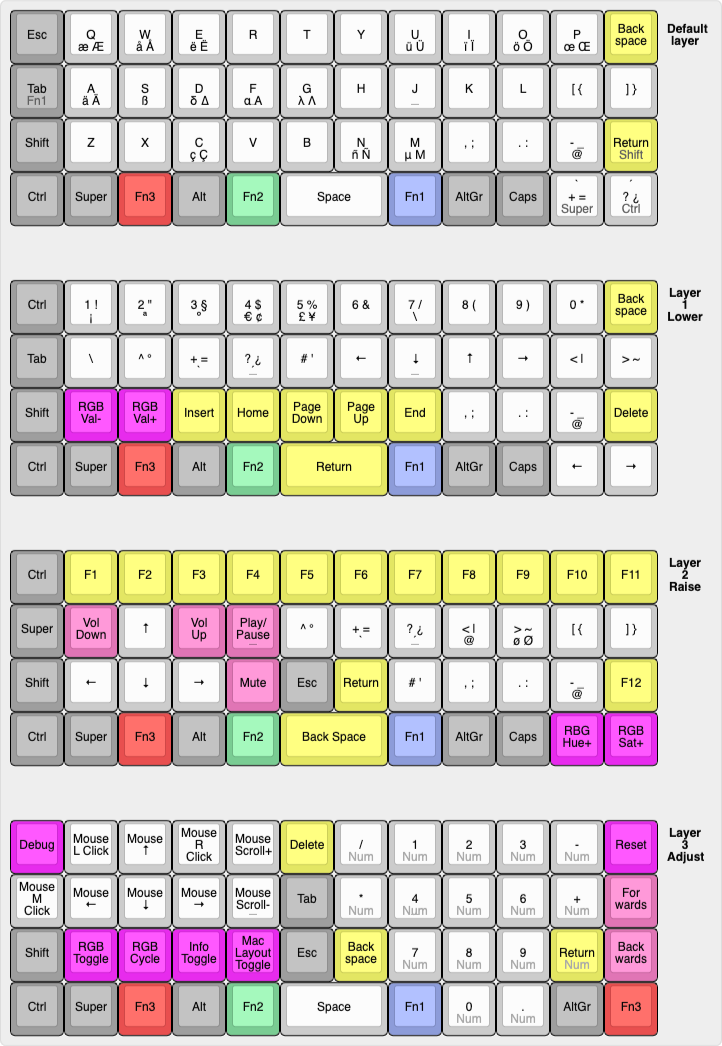 Esc Q W E R T Y U I O P Back space
æ Æ å Å ë Ë ü Ü ï Ï ö Ö œ Œ
Default layer
Tab A S D F G H J K L [ { ] }
Fn1 ä Ä ß δ Δ α A λ Λ _
Shift Z X C V B N M , ; . : - _ Return
ç Ç ñ Ñ μ M @ Shift
Ctrl Super Fn3 Alt Fn2 Space Fn1 AltGr Caps ` + = ´ ? ¿
Super Ctrl
Ctrl 1 ! 2 " 3 § 4 $ 5 % 6 & 7 / 8 ( 9 ) 0 * Back space
¡ ª º € ¢ £ ¥ \
Layer 1 Lower
Tab \ ^ ° + = ? ¿ # ' ← ↓ ↑ → < | > ~
` ´ _ _
Shift RGB Val- RGB Val+ Insert Home Page Down Page Up End , ; . : - _ Delete
@
Ctrl Super Fn3 Alt Fn2 Return Fn1 AltGr Caps ← →
Ctrl F1 F2 F3 F4 F5 F6 F7 F8 F9 F10 F11
Layer 2 Raise
Super Vol Down ↑ Vol Up Play/ Pause ^ ° + = ? ¿ < | > ~ [ { ] }
_ ` ´ _ @ ø Ø
Shift ← ↓ → Mute Esc Return # ' , ; . : - _ F12
@
Ctrl Super Fn3 Alt Fn2 Back Space Fn1 AltGr Caps RBG Hue+ RGB Sat+
Debug Mouse L Click Mouse ↑ Mouse R Click Mouse Scroll+ Delete / 1 2 3 - Reset
Num Num Num Num Num
Layer 3 Adjust
Mouse M Click Mouse ← Mouse ↓ Mouse → Mouse Scroll- Tab * 4 5 6 + For wards
_ Num Num Num Num Num
Shift RGB Toggle RGB Cycle Info Toggle Mac Layout Toggle Esc Back space 7 8 9 Return Back wards
Num Num Num Num
Ctrl Super Fn3 Alt Fn2 Space Fn1 0 . AltGr Fn3
Num Num